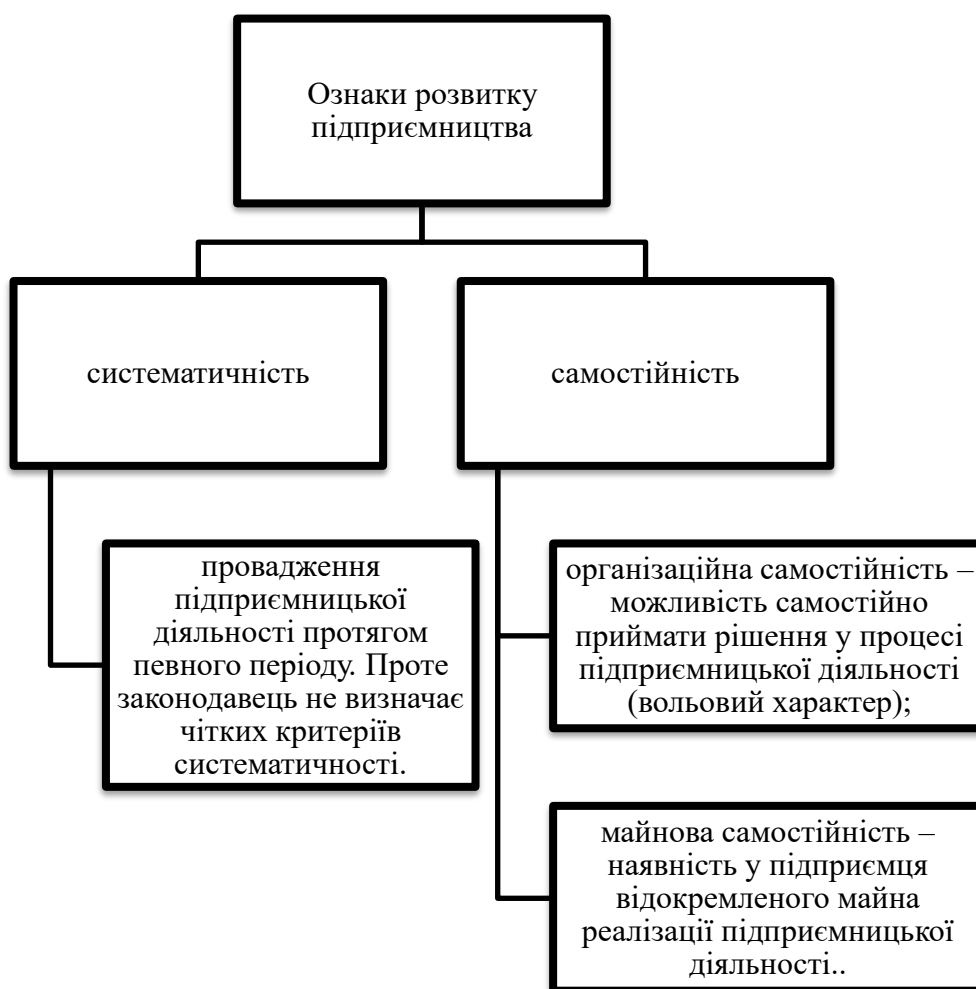 Ознаки розвитку
підприємництва
систематичність
самостійність
провадження
підприємницької
діяльності протягом
певного періоду. Проте
законодавець не визначає
чітких критеріїв
систематичності.
організаційна самостійність –
можливість самостійно
приймати рішення у процесі
підприємницької діяльності
(вольовий характер);
майнова самостійність –
наявність у підприємця
відокремленого майна
реалізації підприємницької
діяльності..